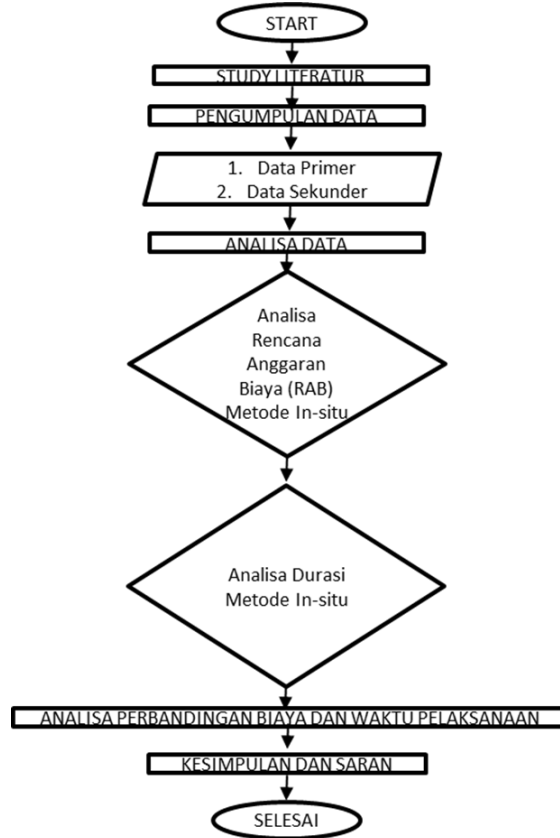 START
STUDY LITERATUR
PENGUMPULAN DATA
1. Data Primer
2. Data Sekunder
ANALISA DATA
Analisa
Rencana
Anggaran
Biaya (RAB)
Metode In-situ
Analisa Durasi
Metode In-situ
ANALISA PERBANDINGAN BIAYA DAN WAKTU PELAKSANAAN
KESIMPULAN DAN SARAN
SELESAI